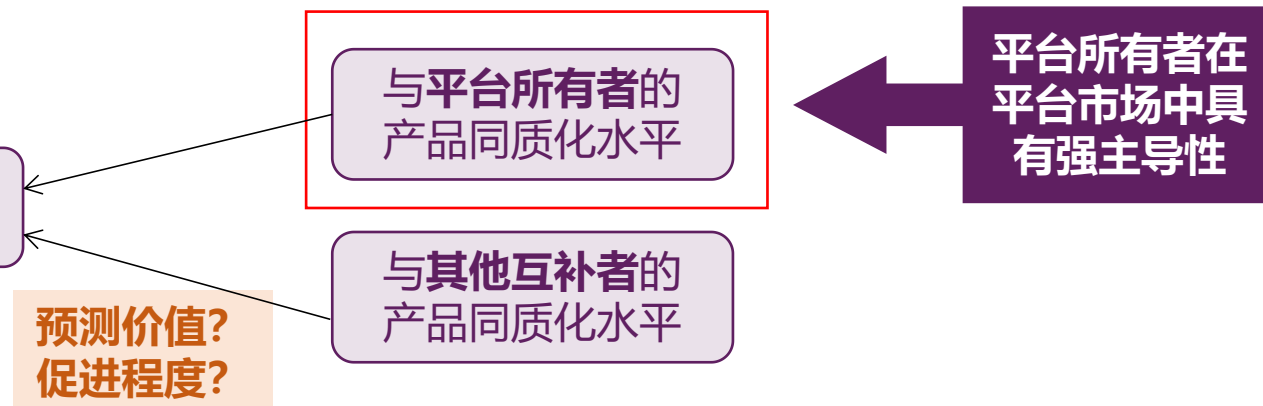 与平台所有者的
产品同质化水平
平台所有者在
平台市场中具
有强主导性
与其他互补者的
产品同质化水平
预测价值?
促进程度?